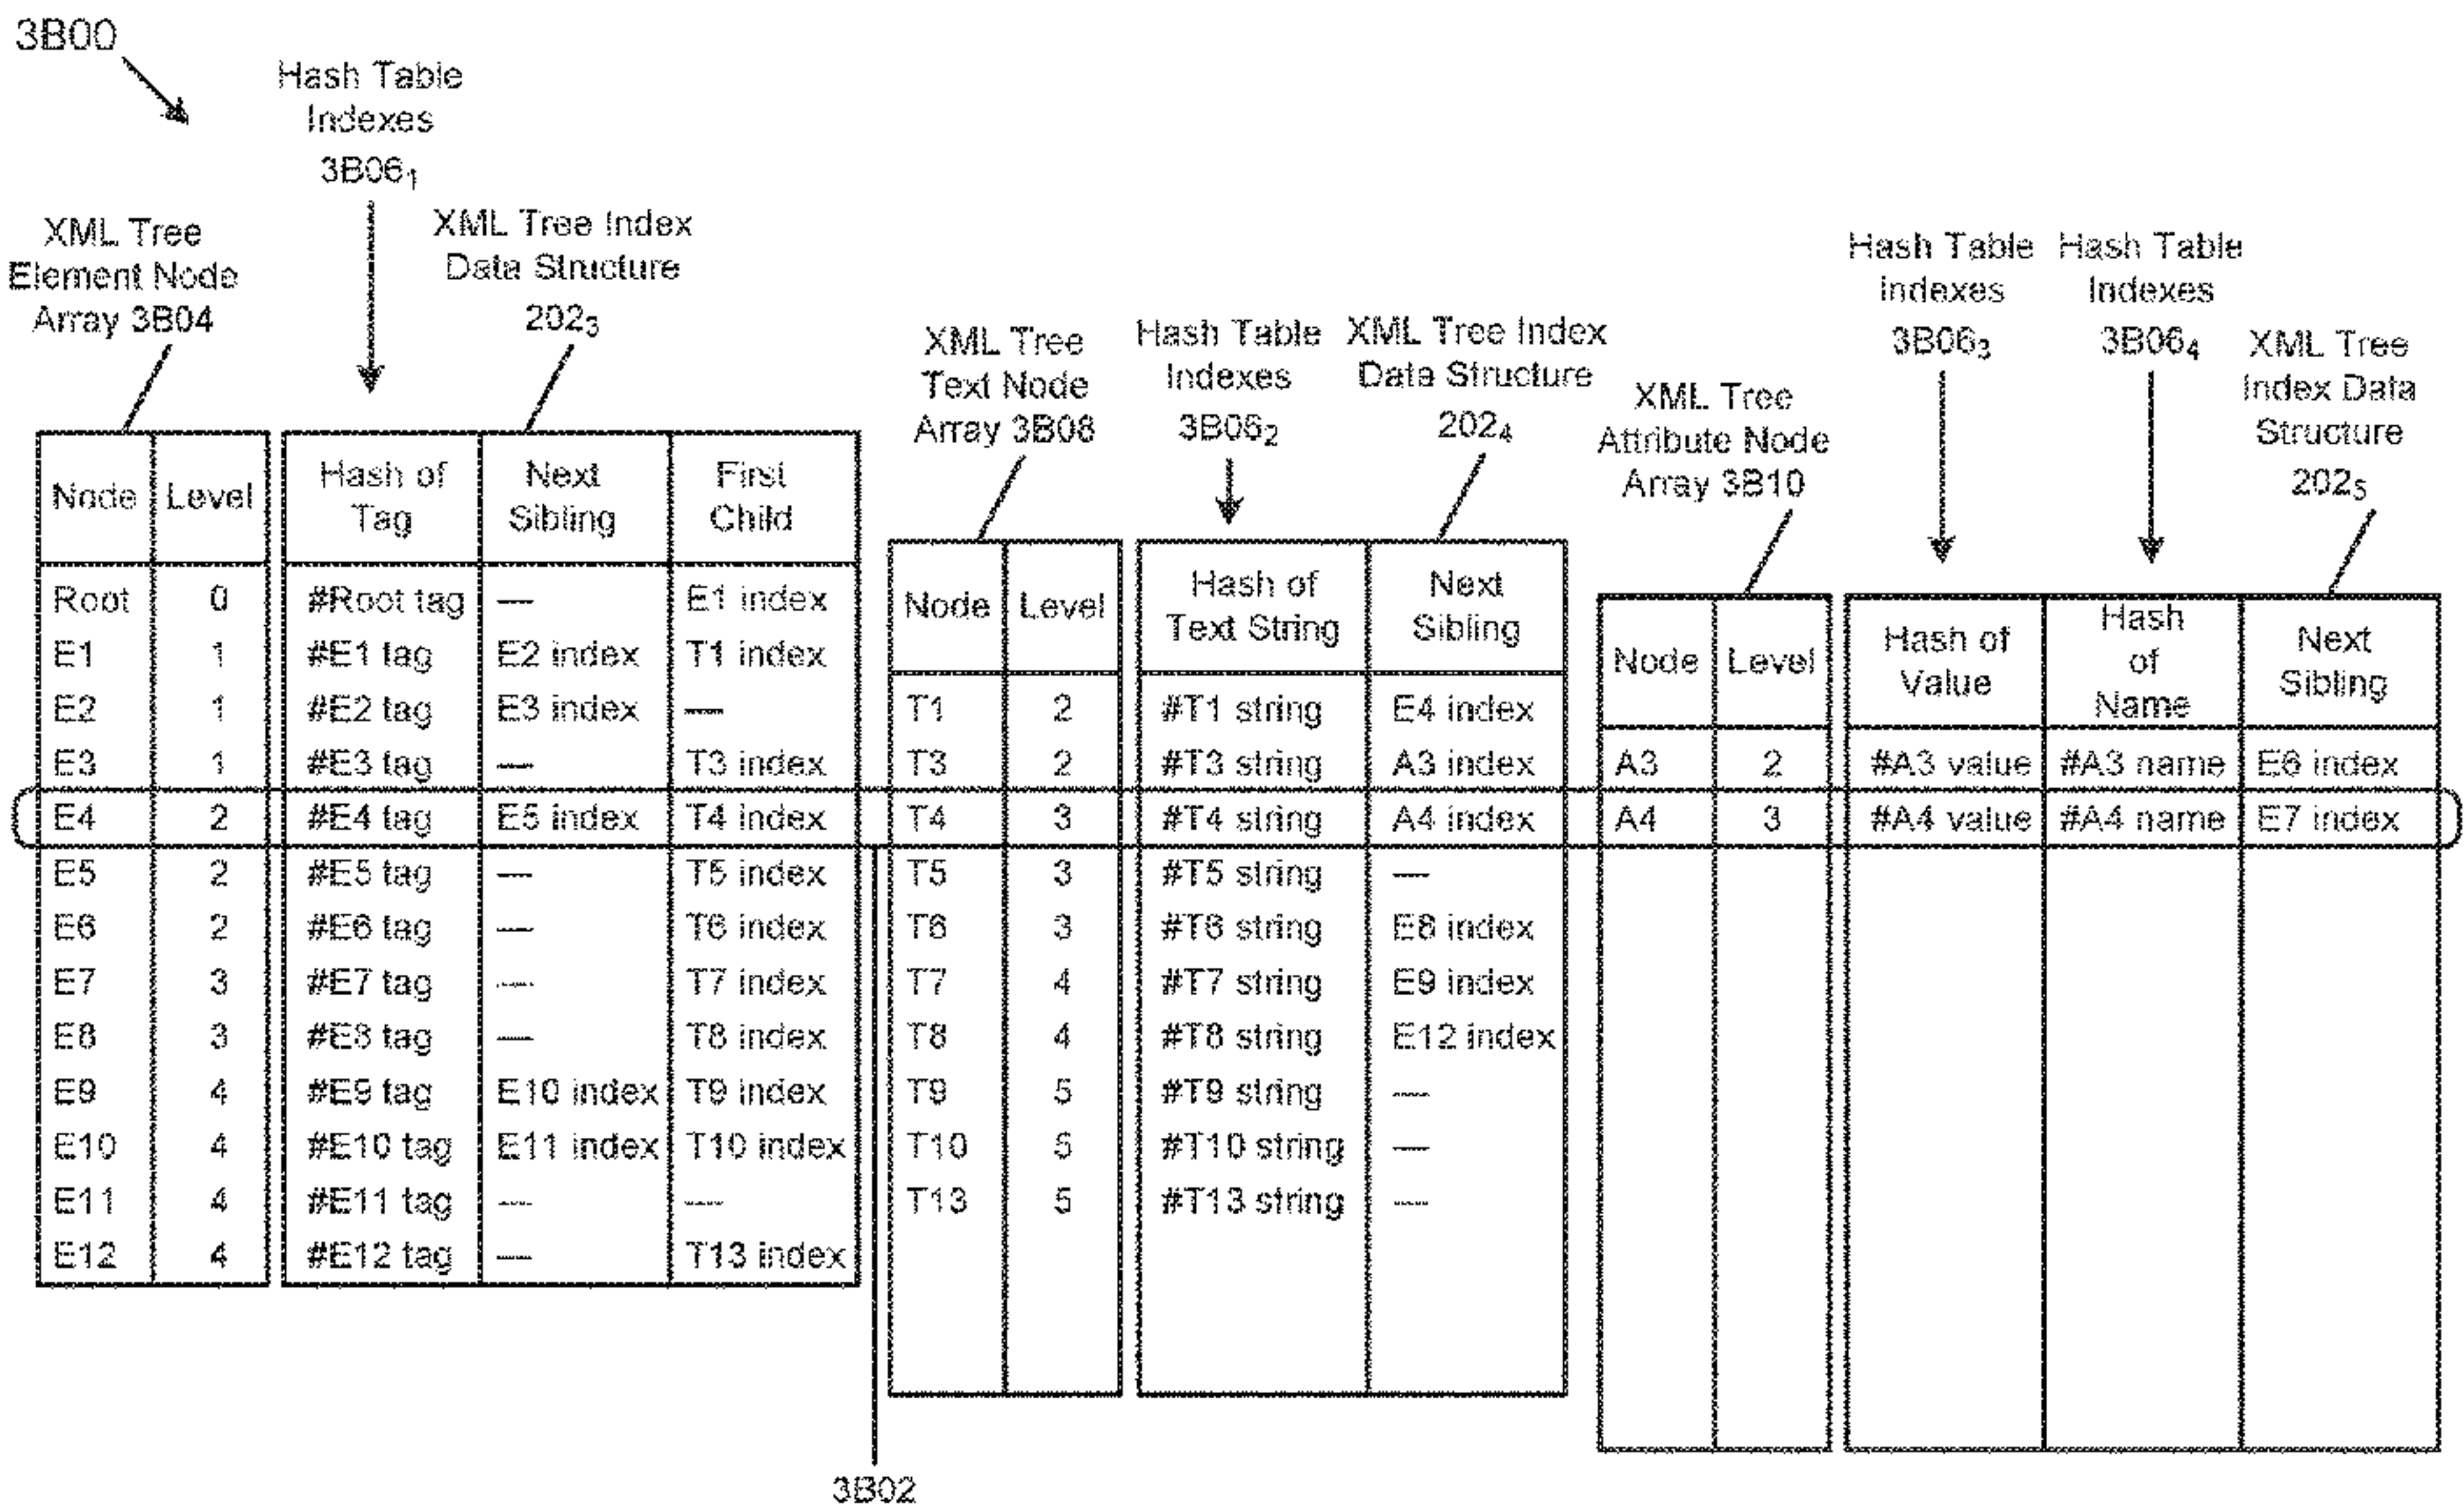 3B00
Hash Table
Indexes
3B06₁
XML Tree
Element Node
Array 3B04
XML Tree Index
Data Structure
202₃
XML Tree
Text Node
Array 3B08
Hash Table
Indexes
3B06₂
XML Tree Index
Data Structure
202₄
XML Tree
Attribute Node
Array 3B10
Hash Table
Indexes
3B06₃
Hash Table
Indexes
3B06₄
XML Tree
Index Data
Structure
202₅
Node Level Hash of Tag Next Sibling First Child
Root 0 #Root tag — E1 index
E1 1 #E1 tag E2 index T1 index
E2 1 #E2 tag E3 index —
E3 1 #E3 tag — T3 index
E4 2 #E4 tag E5 index T4 index
E5 2 #E5 tag — T5 index
E6 2 #E6 tag — T6 index
E7 3 #E7 tag — T7 index
E8 3 #E8 tag — T8 index
E9 4 #E9 tag E10 index T9 index
E10 4 #E10 tag E11 index T10 index
E11 4 #E11 tag — —
E12 4 #E12 tag — T13 index
Node Level Hash of Text String Next Sibling
T1 2 #T1 string E4 index
T3 2 #T3 string A3 index
T4 3 #T4 string A4 index
T5 3 #T5 string —
T6 3 #T6 string E8 index
T7 4 #T7 string E9 index
T8 4 #T8 string E12 index
T9 5 #T9 string —
T10 5 #T10 string —
T13 5 #T13 string —
Node Level Hash of Value Hash of Name Next Sibling
A3 2 #A3 value #A3 name E6 index
A4 3 #A4 value #A4 name E7 index
3B02